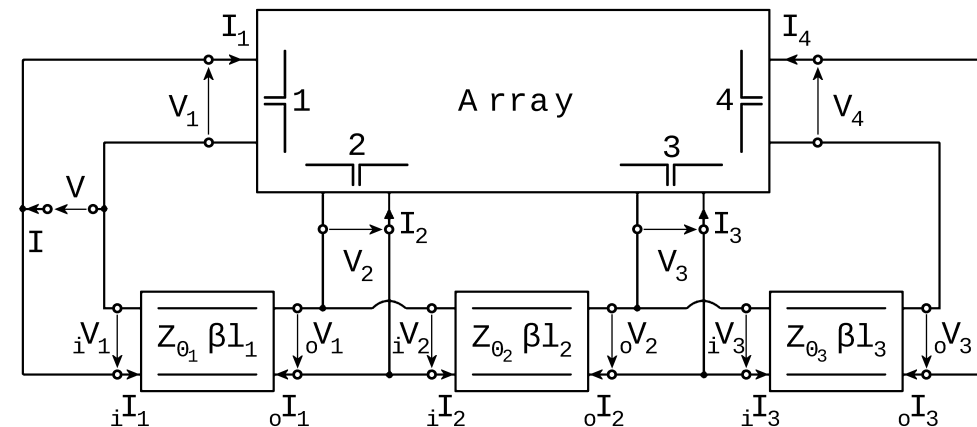 I1 I4
V1 1 Array 4 V4
2 3
V
I I2 I3
V2 V3
iV1 Z01 βl1 oV1 iV2 Z02 βl2 oV2 iV3 Z03 βl3 oV3
iI1 oI1 iI2 oI2 iI3 oI3